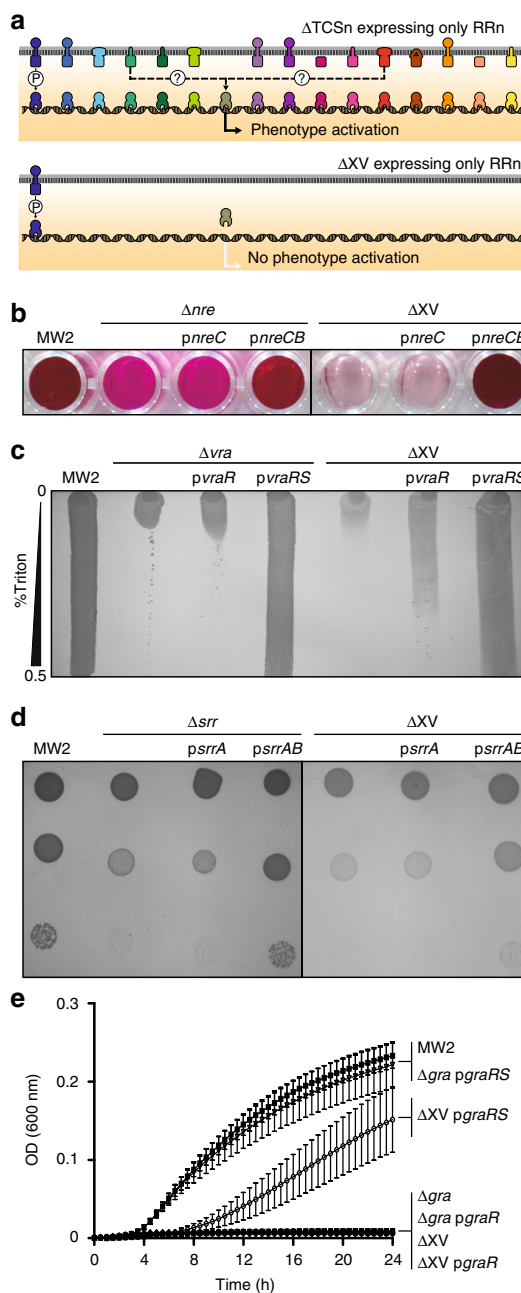 a
ΔTCSn expressing only RRn
P
? ?
Phenotype activation
ΔXV expressing only RRn
P
No phenotype activation
b
Δnre ΔXV
MW2 pnreC pnreCB pnreC pnreCB
c
Δvra ΔXV
MW2 pvraR pvraRS pvraR pvraRS
0
%Triton
0.5
d
Δsrr ΔXV
MW2 psrrA psrrAB psrrA psrrAB
e
0.3
0.2
0.1
0
OD (600 nm)
0 4 8 12 16 20 24
Time (h)
MW2
Δgra pgraRS
ΔXV pgraRS
Δgra
Δgra pgraR
ΔXV
ΔXV pgraR